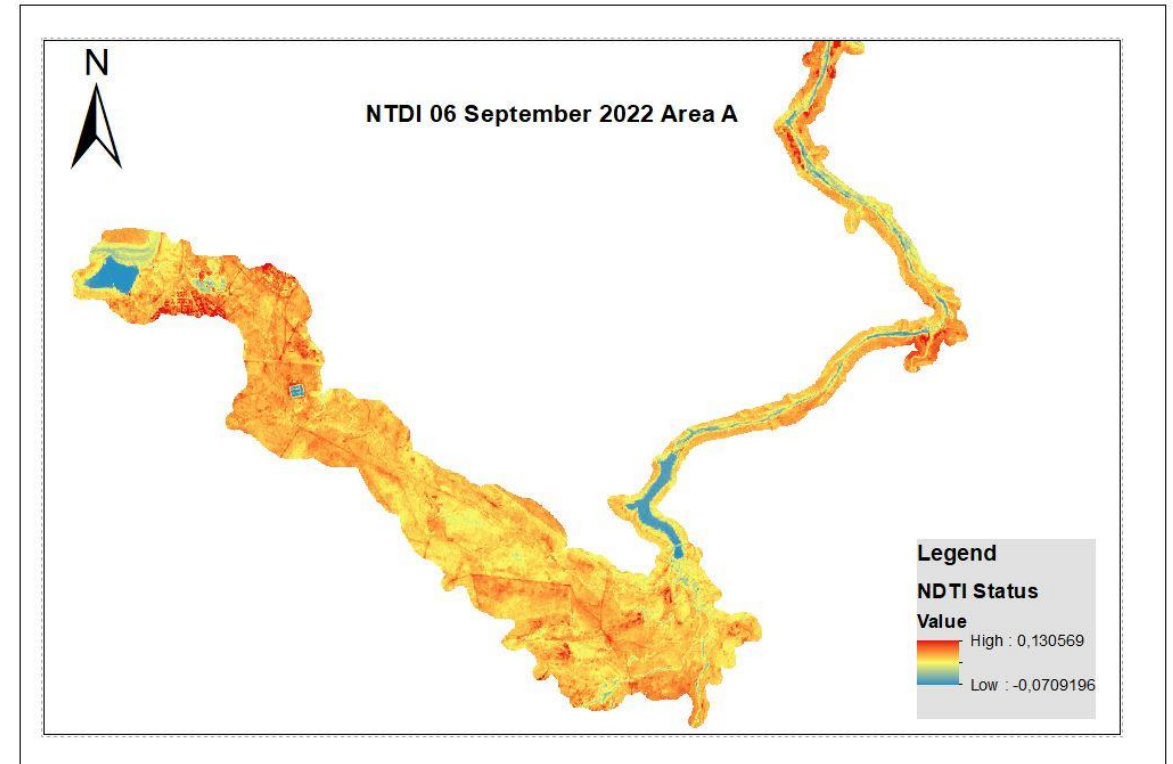 N
NTDI 06 September 2022 Area A
Legend
NDTI Status
Value
High : 0,130569
Low : -0,0709196